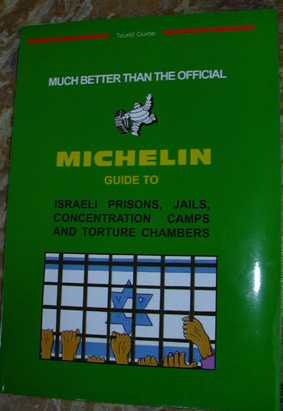 Tourist Guide
MUCH BETTER THAN THE OFFICIAL
MICHELIN
GUIDE TO
ISRAELI PRISONS, JAILS,
CONCENTRATION CAMPS
AND TORTURE CHAMBERS